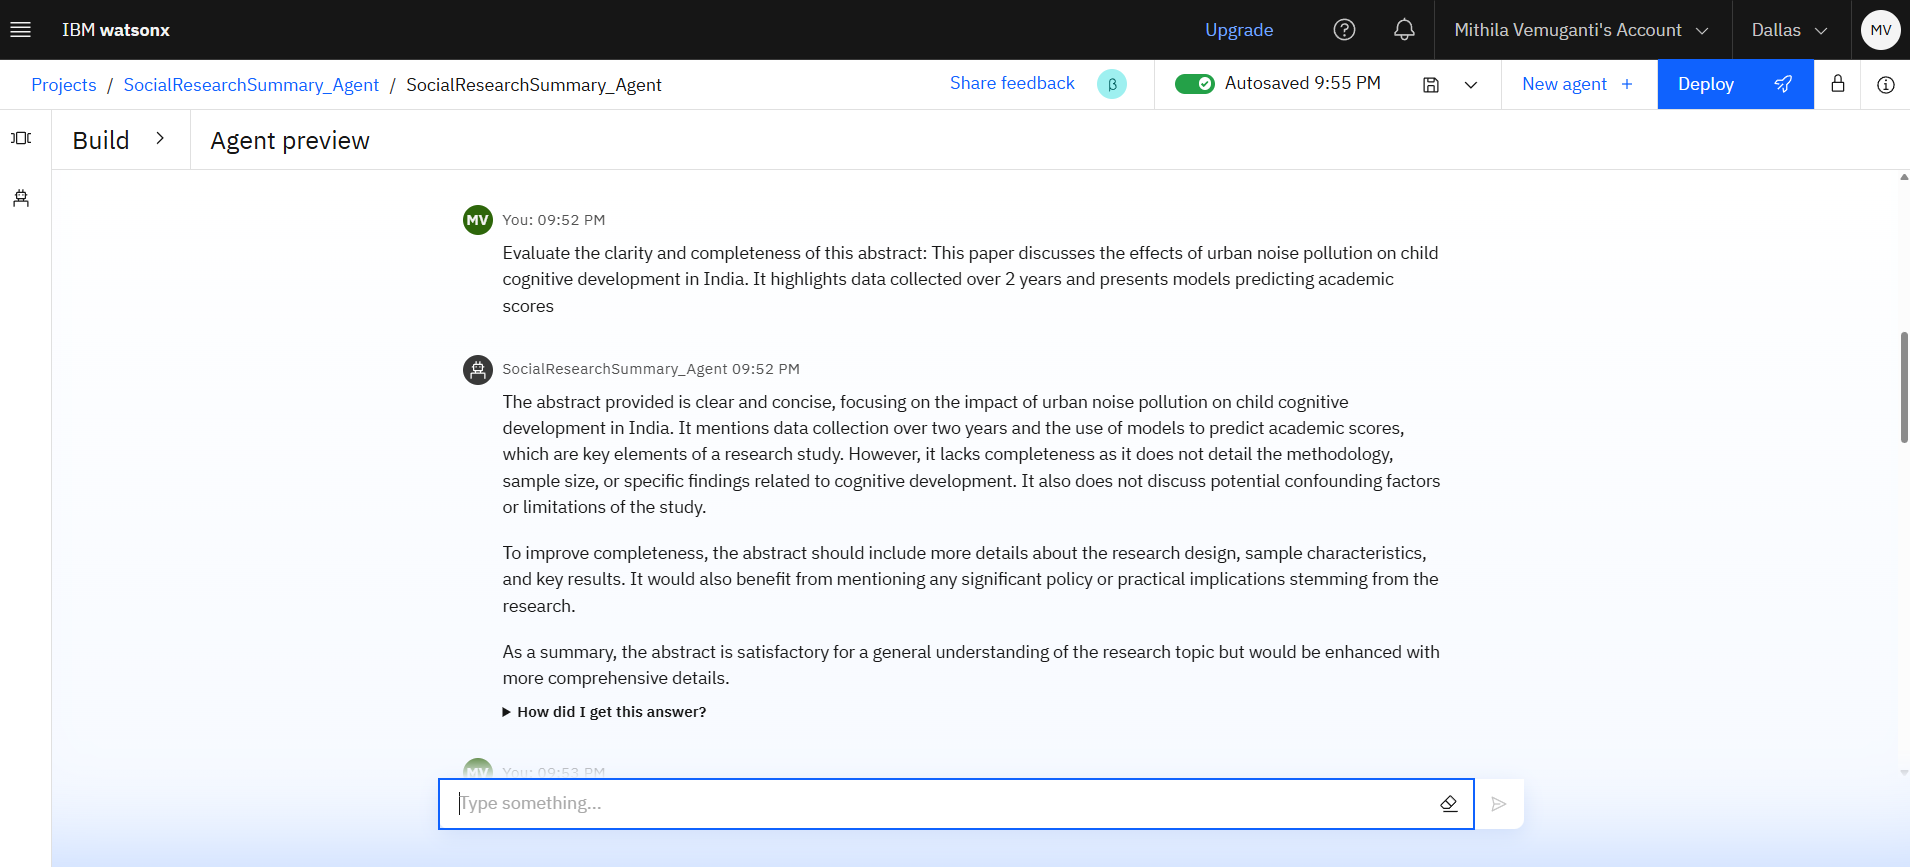 IBM watsonx
Upgrade
Mithila Vemuganti's Account
Dallas
MV
Projects / SocialResearchSummary_Agent / SocialResearchSummary_Agent
Share feedback
β
Autosaved 9:55 PM
New agent +
Deploy
Build
Agent preview
MV You: 09:52 PM
Evaluate the clarity and completeness of this abstract: This paper discusses the effects of urban noise pollution on child
cognitive development in India. It highlights data collected over 2 years and presents models predicting academic
scores
SocialResearchSummary_Agent 09:52 PM
The abstract provided is clear and concise, focusing on the impact of urban noise pollution on child cognitive
development in India. It mentions data collection over two years and the use of models to predict academic scores,
which are key elements of a research study. However, it lacks completeness as it does not detail the methodology,
sample size, or specific findings related to cognitive development. It also does not discuss potential confounding factors
or limitations of the study.
To improve completeness, the abstract should include more details about the research design, sample characteristics,
and key results. It would also benefit from mentioning any significant policy or practical implications stemming from the
research.
As a summary, the abstract is satisfactory for a general understanding of the research topic but would be enhanced with
more comprehensive details.
How did I get this answer?
MV You: 09:53 PM
Type something...